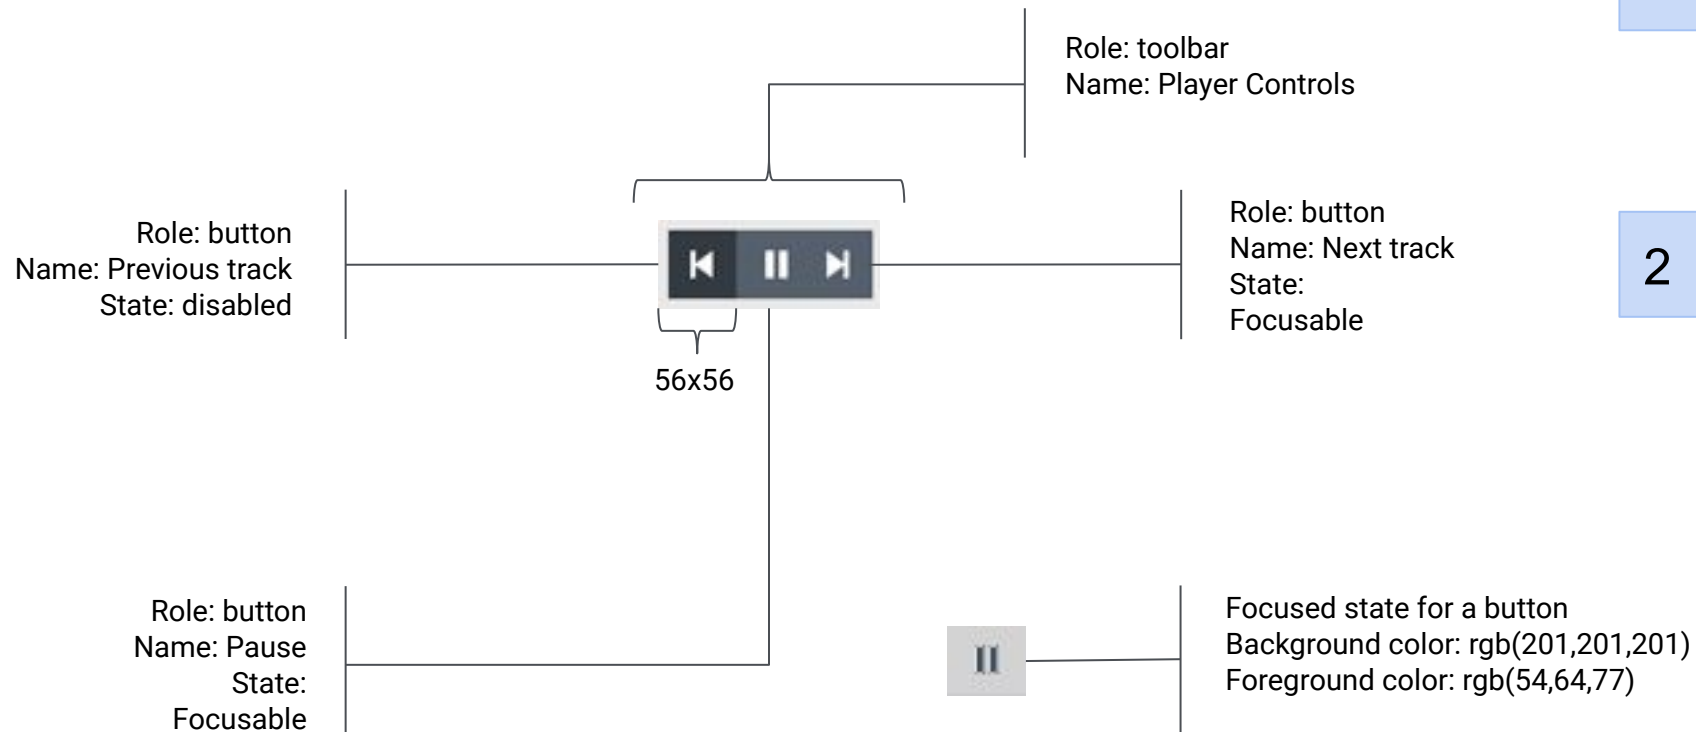 Role: toolbar
Name: Player Controls
Role: button
Name: Previous track
State: disabled
Role: button
Name: Next track
State:
Focusable
2
56x56
Role: button
Name: Pause
State:
Focusable
Focused state for a button
Background color: rgb(201,201,201)
Foreground color: rgb(54,64,77)